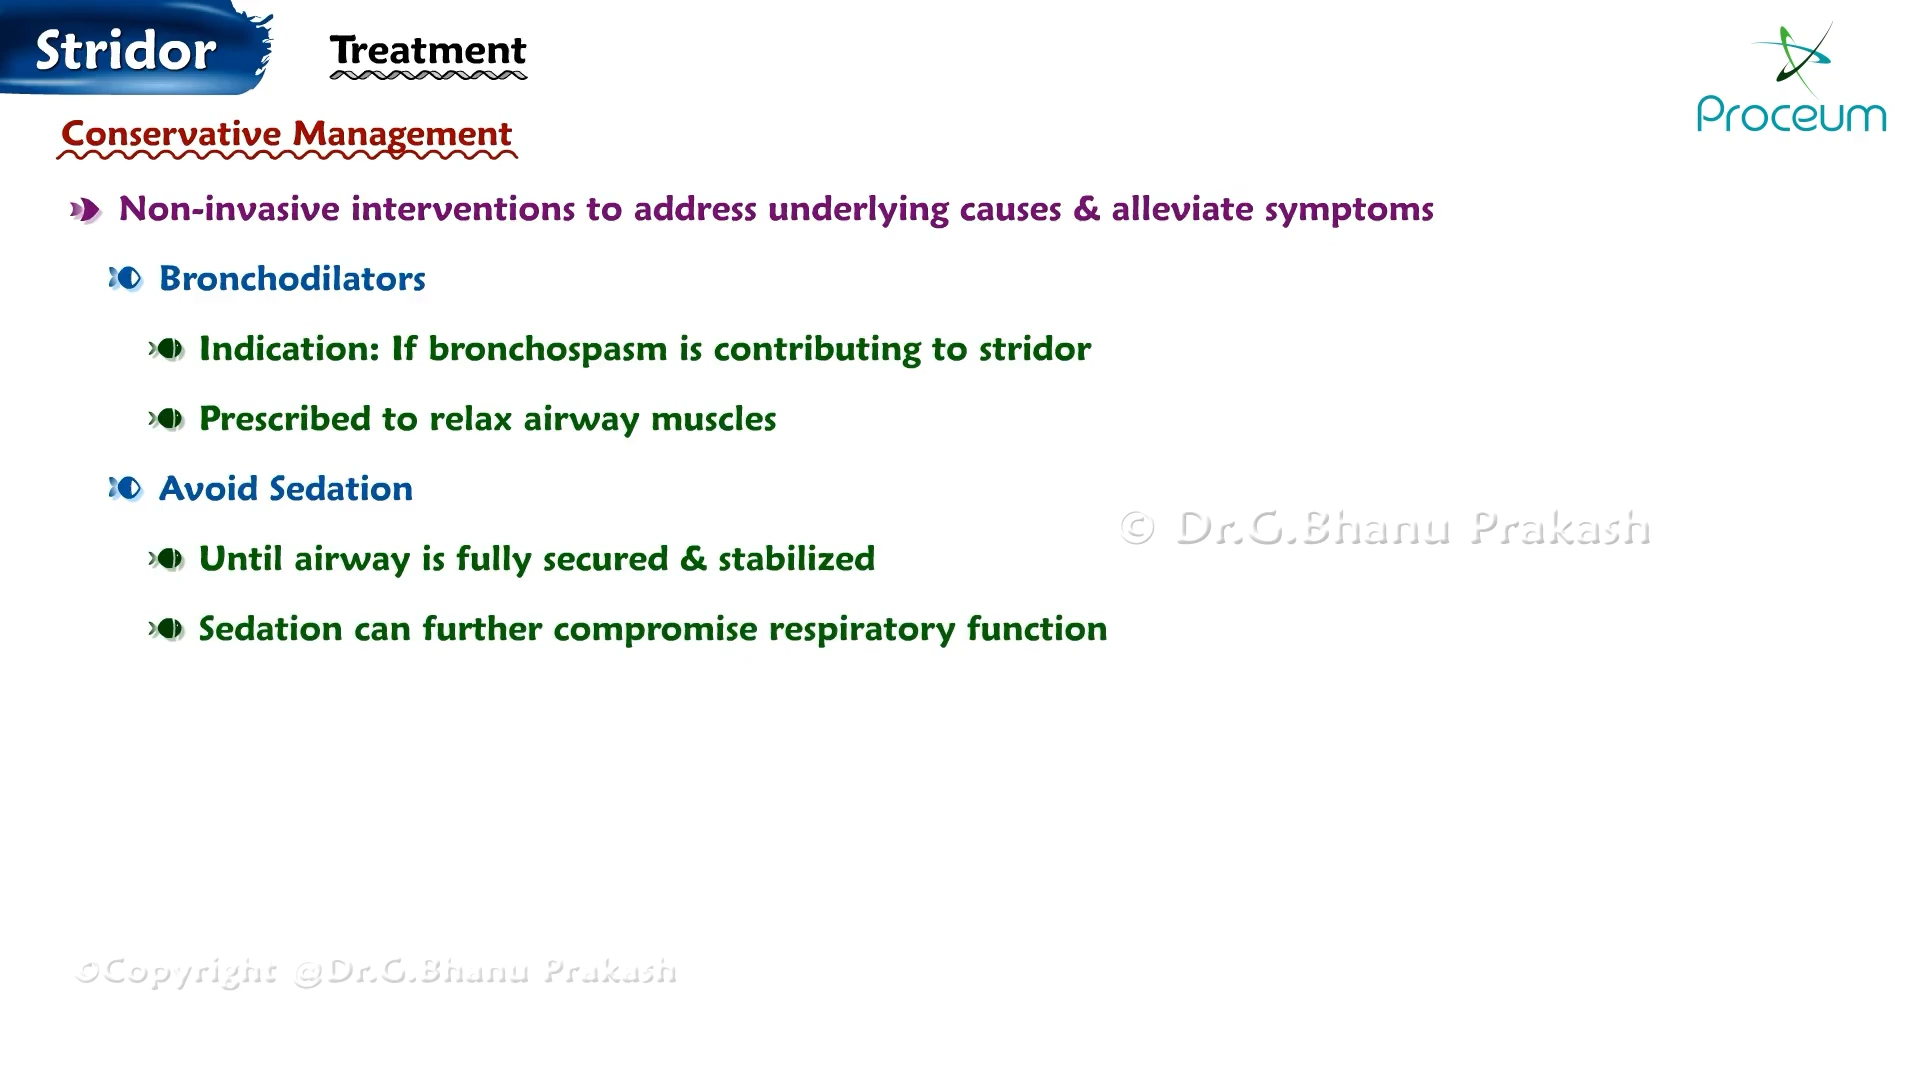 Stridor
Treatment
Proceum
Conservative Management
Non-invasive interventions to address underlying causes & alleviate symptoms
Bronchodilators
Indication: If bronchospasm is contributing to stridor
Prescribed to relax airway muscles
Avoid Sedation
© Dr.G.Bhanu Prakash
Until airway is fully secured & stabilized
Sedation can further compromise respiratory function
©Copyright @Dr.G.Bhanu Prakash